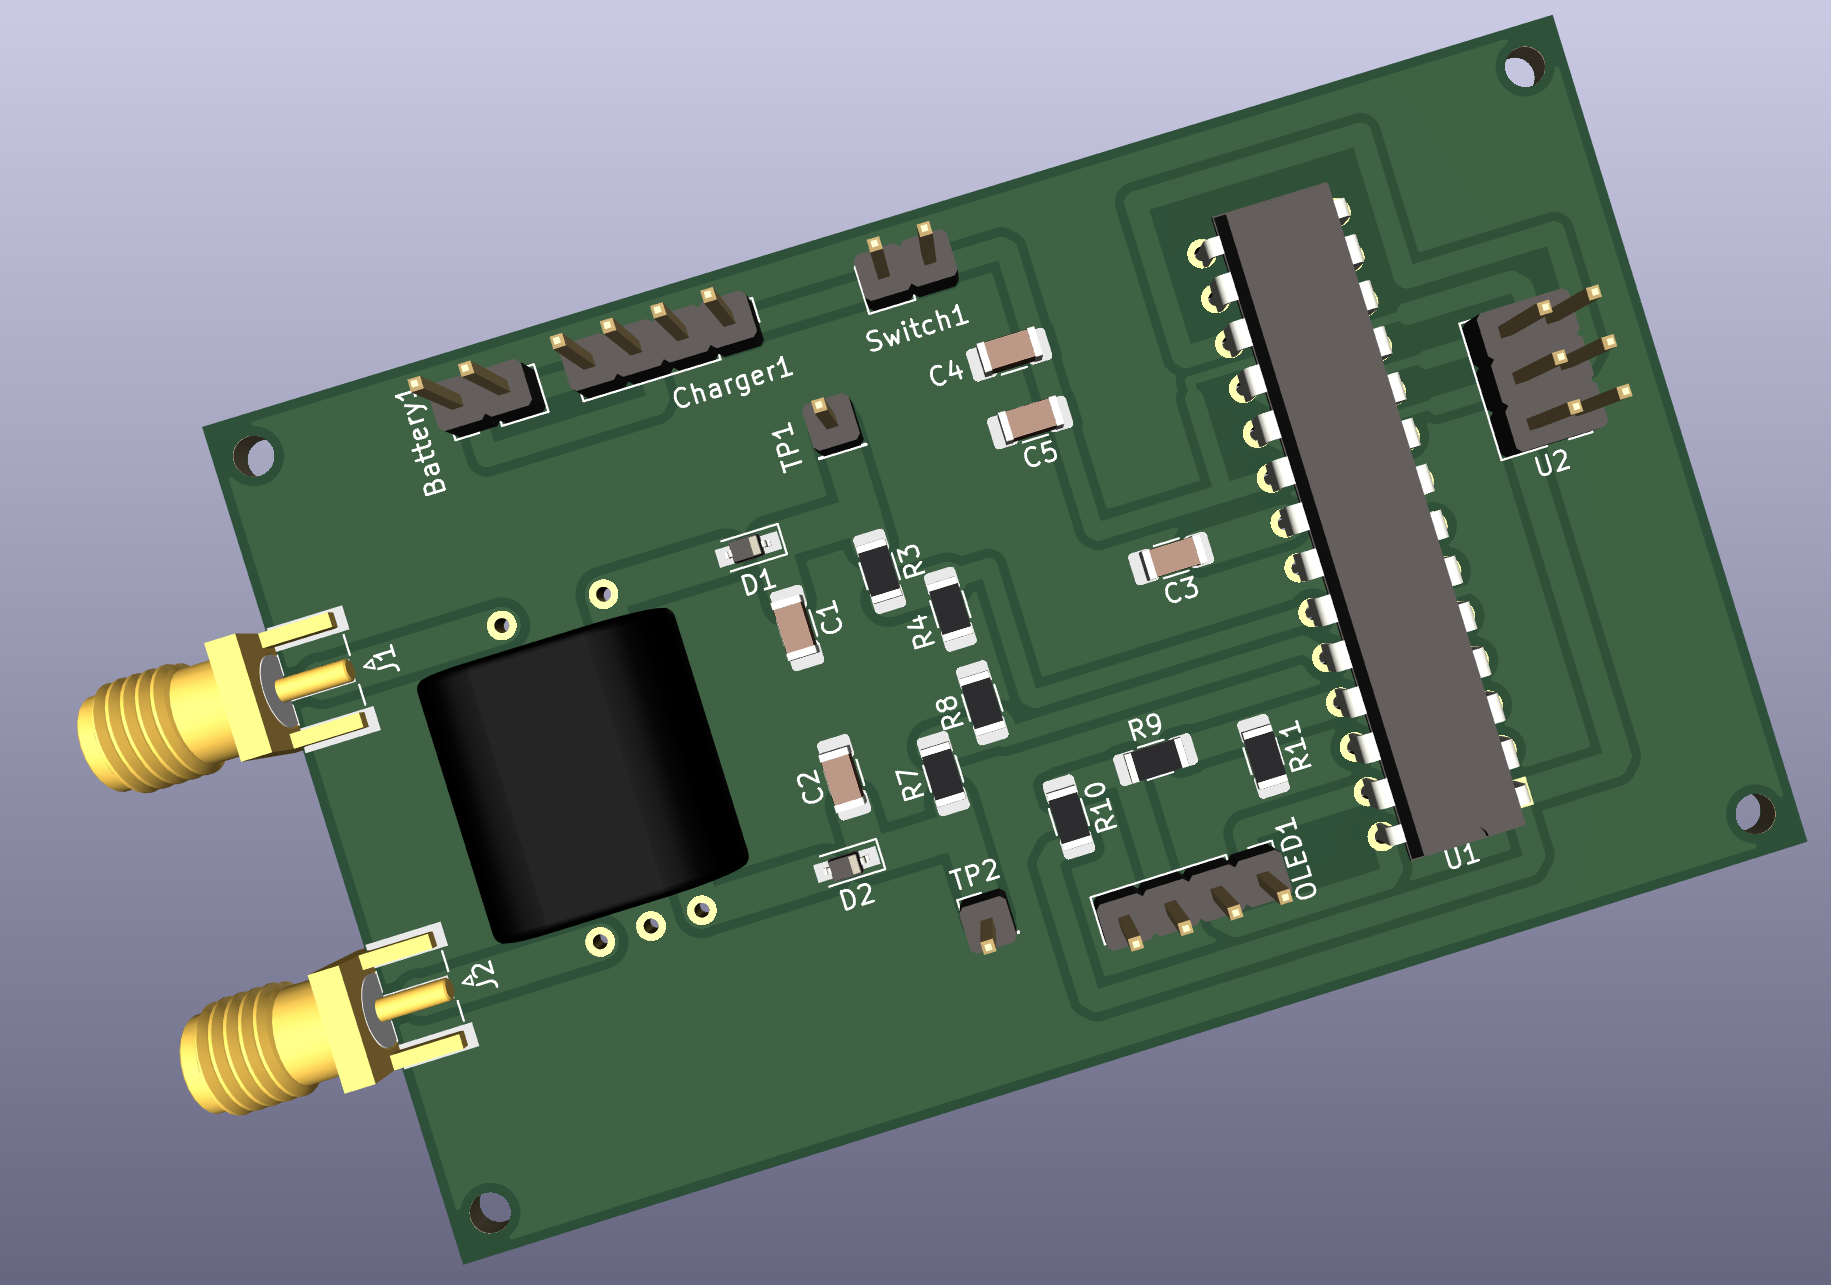 Switch1
Charger1
Battery1
C4
TP1
C5
U2
D1
R3
C3
C1
R4
J1
R8
R9
R11
C2
R7
R10
U1
OLED1
TP2
D2
J2